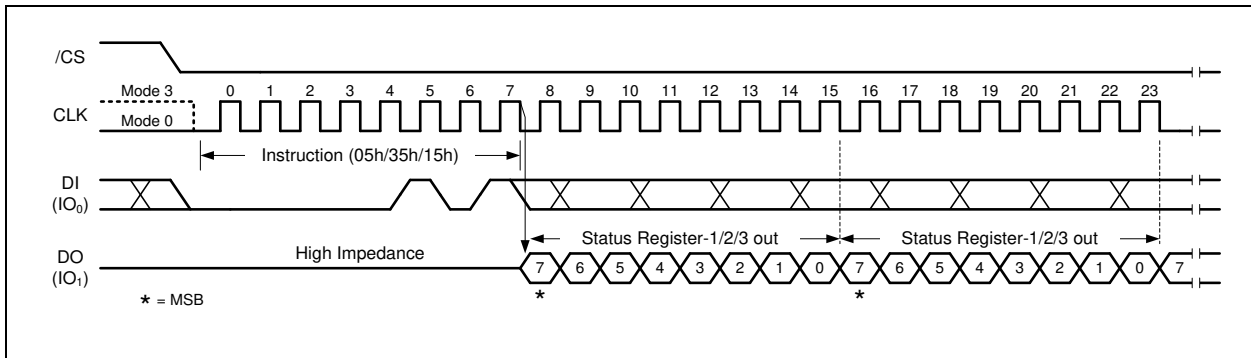 /CS
Mode 3
0 1 2 3 4 5 6 7 8 9 10 11 12 13 14 15 16 17 18 19 20 21 22 23
CLK
Mode 0
Instruction (05h/35h/15h)
DI
(IO₀)
Status Register-1/2/3 out Status Register-1/2/3 out
High Impedance
DO
(IO₁)
7 6 5 4 3 2 1 0 7 6 5 4 3 2 1 0 7
* *
* = MSB